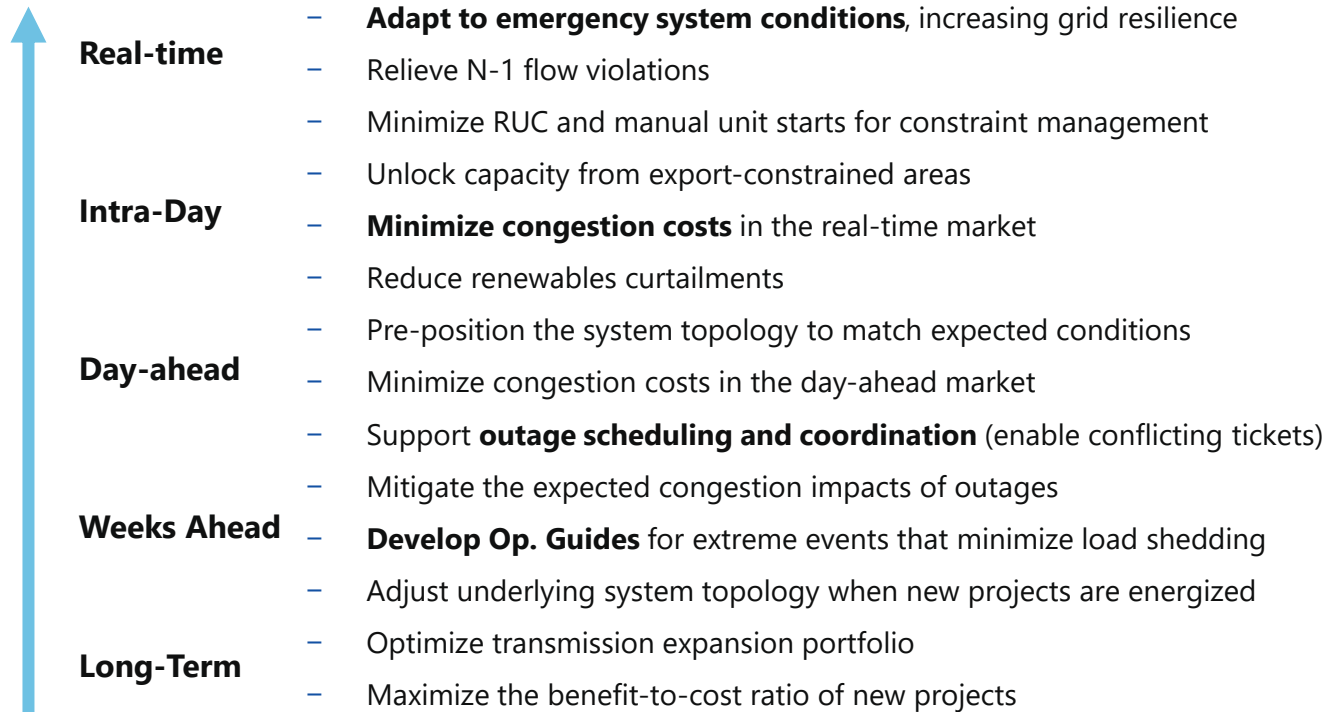 – Adapt to emergency system conditions, increasing grid resilience
Real-time
– Relieve N-1 flow violations
– Minimize RUC and manual unit starts for constraint management
– Unlock capacity from export-constrained areas
Intra-Day
– Minimize congestion costs in the real-time market
– Reduce renewables curtailments
– Pre-position the system topology to match expected conditions
Day-ahead
– Minimize congestion costs in the day-ahead market
– Support outage scheduling and coordination (enable conflicting tickets)
– Mitigate the expected congestion impacts of outages
Weeks Ahead
– Develop Op. Guides for extreme events that minimize load shedding
– Adjust underlying system topology when new projects are energized
– Optimize transmission expansion portfolio
Long-Term
– Maximize the benefit-to-cost ratio of new projects